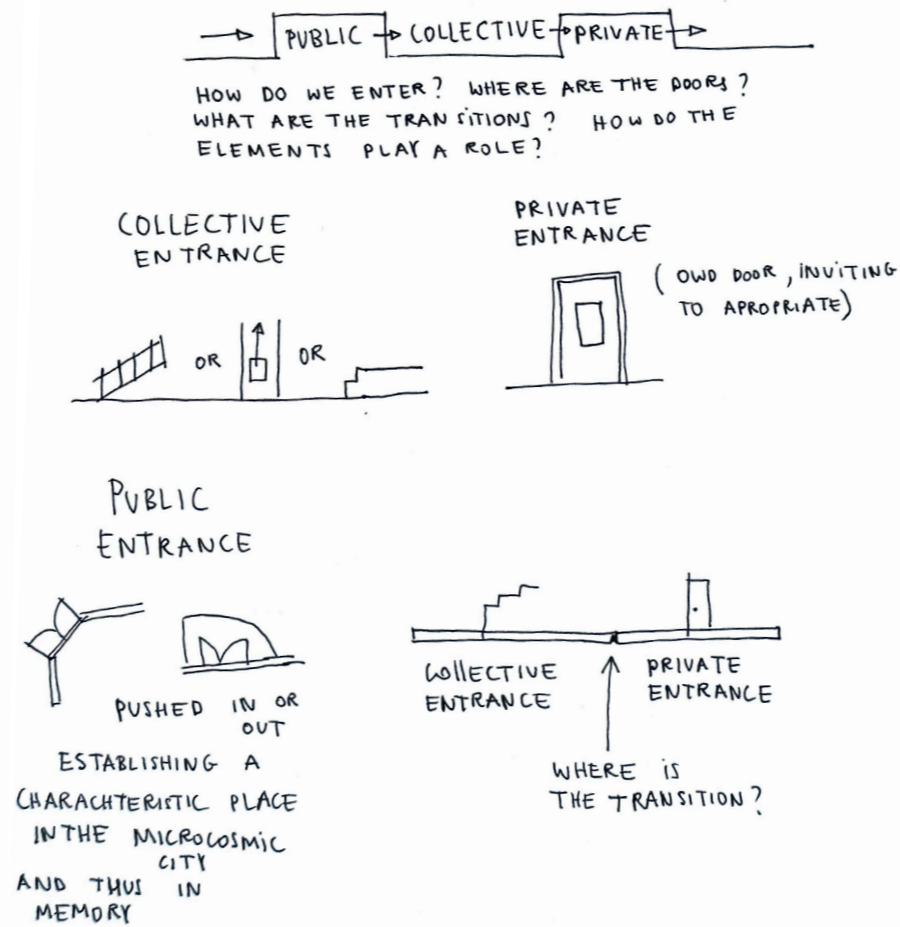 PUBLIC COLLECTIVE PRIVATE
HOW DO WE ENTER? WHERE ARE THE DOORS?
WHAT ARE THE TRANSITIONS? HOW DO THE
ELEMENTS PLAY A ROLE?
COLLECTIVE
ENTRANCE
PRIVATE
ENTRANCE
(OWD DOOR, INVITING
TO APROPRIATE)
OR OR
PUBLIC
ENTRANCE
PUSHED IN OR
OUT
ESTABLISHING A
CHARACHTERISTIC PLACE
IN THE MICROCOSMIC
CITY
AND THUS IN
MEMORY
COLLECTIVE
ENTRANCE
PRIVATE
ENTRANCE
WHERE IS
THE TRANSITION?